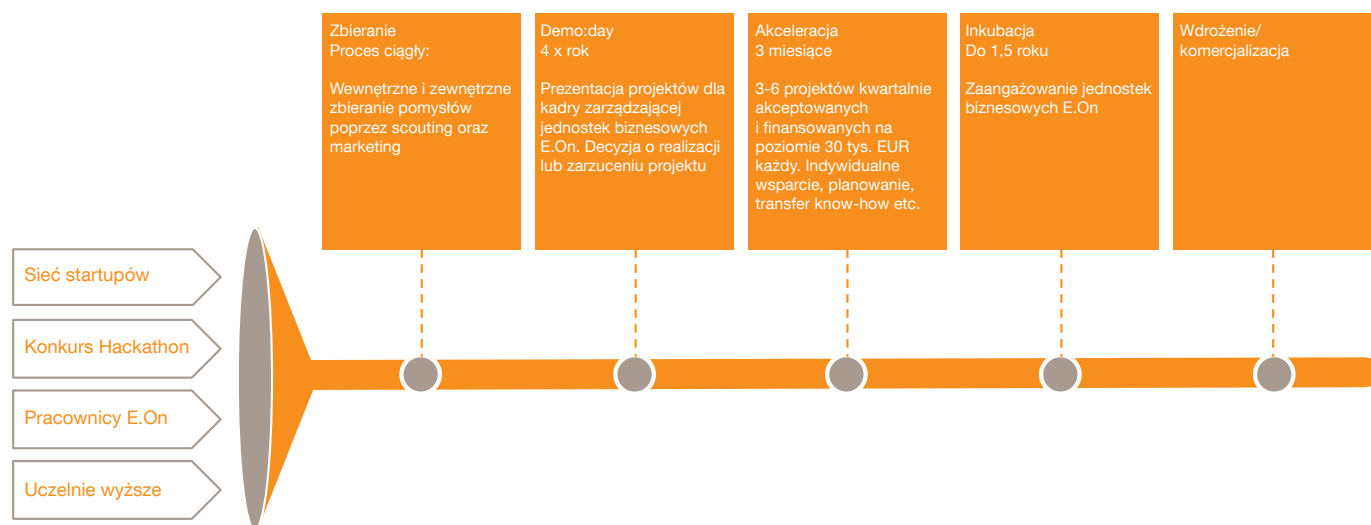 Zbieranie
Proces ciągły:
Wewnętrzne i zewnętrzne
zbieranie pomysłów
poprzez scouting oraz
marketing
Demo:day
4 x rok
Prezentacja projektów dla
kadry zarządzającej
jednostek biznesowych
E.On. Decyzja o realizacji
lub zarzuceniu projektu
Akceleracja
3 miesiące
3-6 projektów kwartalnie
akceptowanych
i finansowanych na
poziomie 30 tys. EUR
każdy. Indywidualne
wsparcie, planowanie,
transfer know-how etc.
Inkubacja
Do 1,5 roku
Zaangażowanie jednostek
biznesowych E.On
Wdrożenie/
komercjalizacja
Sieć startupów
Konkurs Hackathon
Pracownicy E.On
Uczelnie wyższe